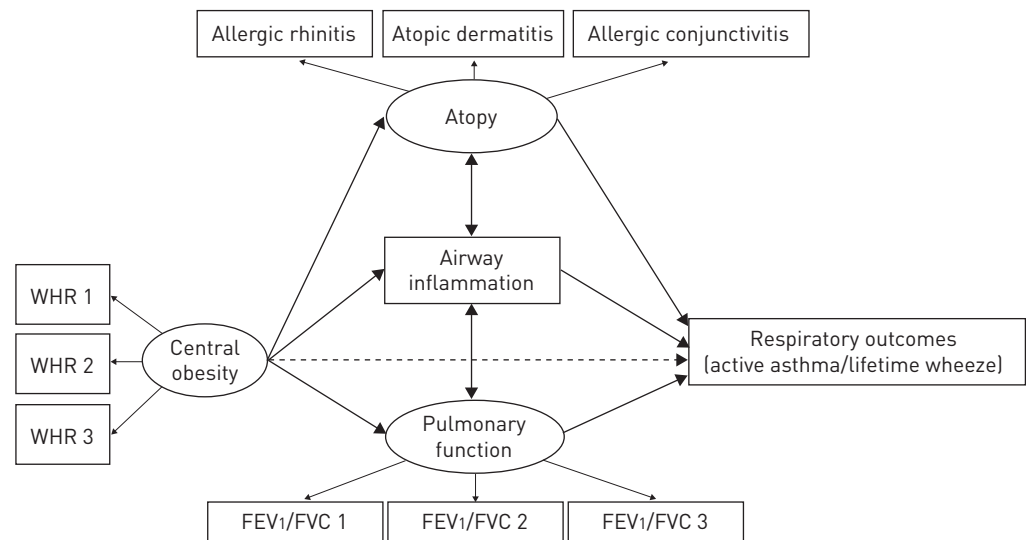 Allergic rhinitis
Atopic dermatitis
Allergic conjunctivitis
Atopy
Airway
inflammation
WHR 1
WHR 2
WHR 3
Central
obesity
Respiratory outcomes
(active asthma/lifetime wheeze)
Pulmonary
function
FEV1/FVC 1
FEV1/FVC 2
FEV1/FVC 3